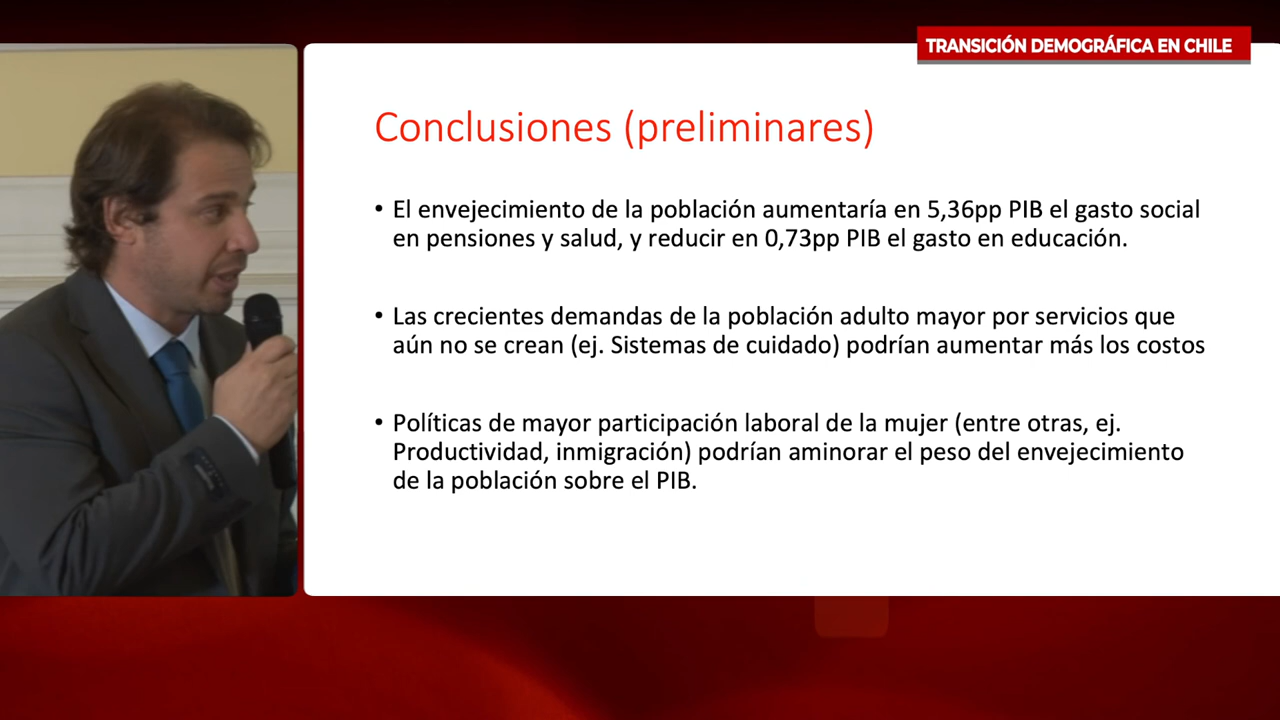 TRANSICIÓN DEMOGRÁFICA EN CHILE
Conclusiones (preliminares)
• El envejecimiento de la población aumentaría en 5,36pp PIB el gasto social
en pensiones y salud, y reducir en 0,73pp PIB el gasto en educación.
• Las crecientes demandas de la población adulto mayor por servicios que
aún no se crean (ej. Sistemas de cuidado) podrían aumentar más los costos
• Políticas de mayor participación laboral de la mujer (entre otras, ej.
Productividad, inmigración) podrían aminorar el peso del envejecimiento
de la población sobre el PIB.